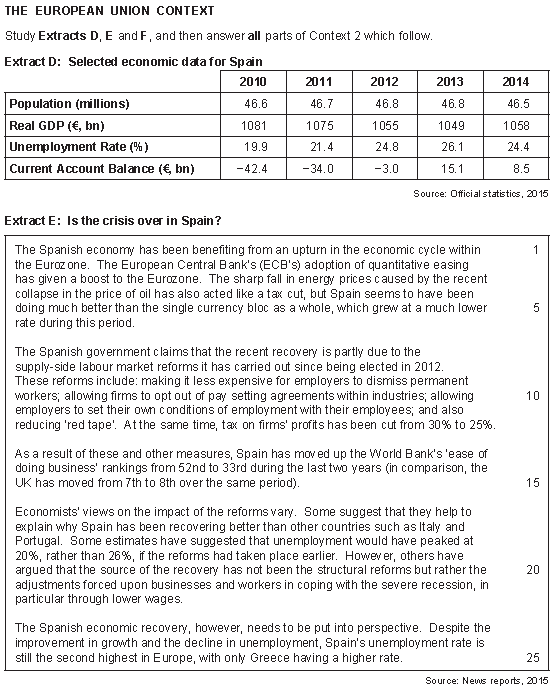 THE EUROPEAN UNION CONTEXT
Study Extracts D, E and F, and then answer all parts of Context 2 which follow.
Extract D: Selected economic data for Spain
2010 2011 2012 2013 2014
Population (millions) 46.6 46.7 46.8 46.8 46.5
Real GDP (€, bn) 1081 1075 1055 1049 1058
Unemployment Rate (%) 19.9 21.4 24.8 26.1 24.4
Current Account Balance (€, bn) −42.4 −34.0 −3.0 15.1 8.5
Source: Official statistics, 2015
Extract E: Is the crisis over in Spain?
The Spanish economy has been benefiting from an upturn in the economic cycle within 1
the Eurozone. The European Central Bank's (ECB's) adoption of quantitative easing
has given a boost to the Eurozone. The sharp fall in energy prices caused by the recent
collapse in the price of oil has also acted like a tax cut, but Spain seems to have been
doing much better than the single currency bloc as a whole, which grew at a much lower 5
rate during this period.
The Spanish government claims that the recent recovery is partly due to the
supply-side labour market reforms it has carried out since being elected in 2012.
These reforms include: making it less expensive for employers to dismiss permanent
workers; allowing firms to opt out of pay setting agreements within industries; allowing 10
employers to set their own conditions of employment with their employees; and also
reducing 'red tape'. At the same time, tax on firms' profits has been cut from 30% to 25%.
As a result of these and other measures, Spain has moved up the World Bank's 'ease of
doing business' rankings from 52nd to 33rd during the last two years (in comparison, the
UK has moved from 7th to 8th over the same period). 15
Economists' views on the impact of the reforms vary. Some suggest that they help to
explain why Spain has been recovering better than other countries such as Italy and
Portugal. Some estimates have suggested that unemployment would have peaked at
20%, rather than 26%, if the reforms had taken place earlier. However, others have
argued that the source of the recovery has not been the structural reforms but rather the 20
adjustments forced upon businesses and workers in coping with the severe recession, in
particular through lower wages.
The Spanish economic recovery, however, needs to be put into perspective. Despite the
improvement in growth and the decline in unemployment, Spain's unemployment rate is
still the second highest in Europe, with only Greece having a higher rate. 25
Source: News reports, 2015